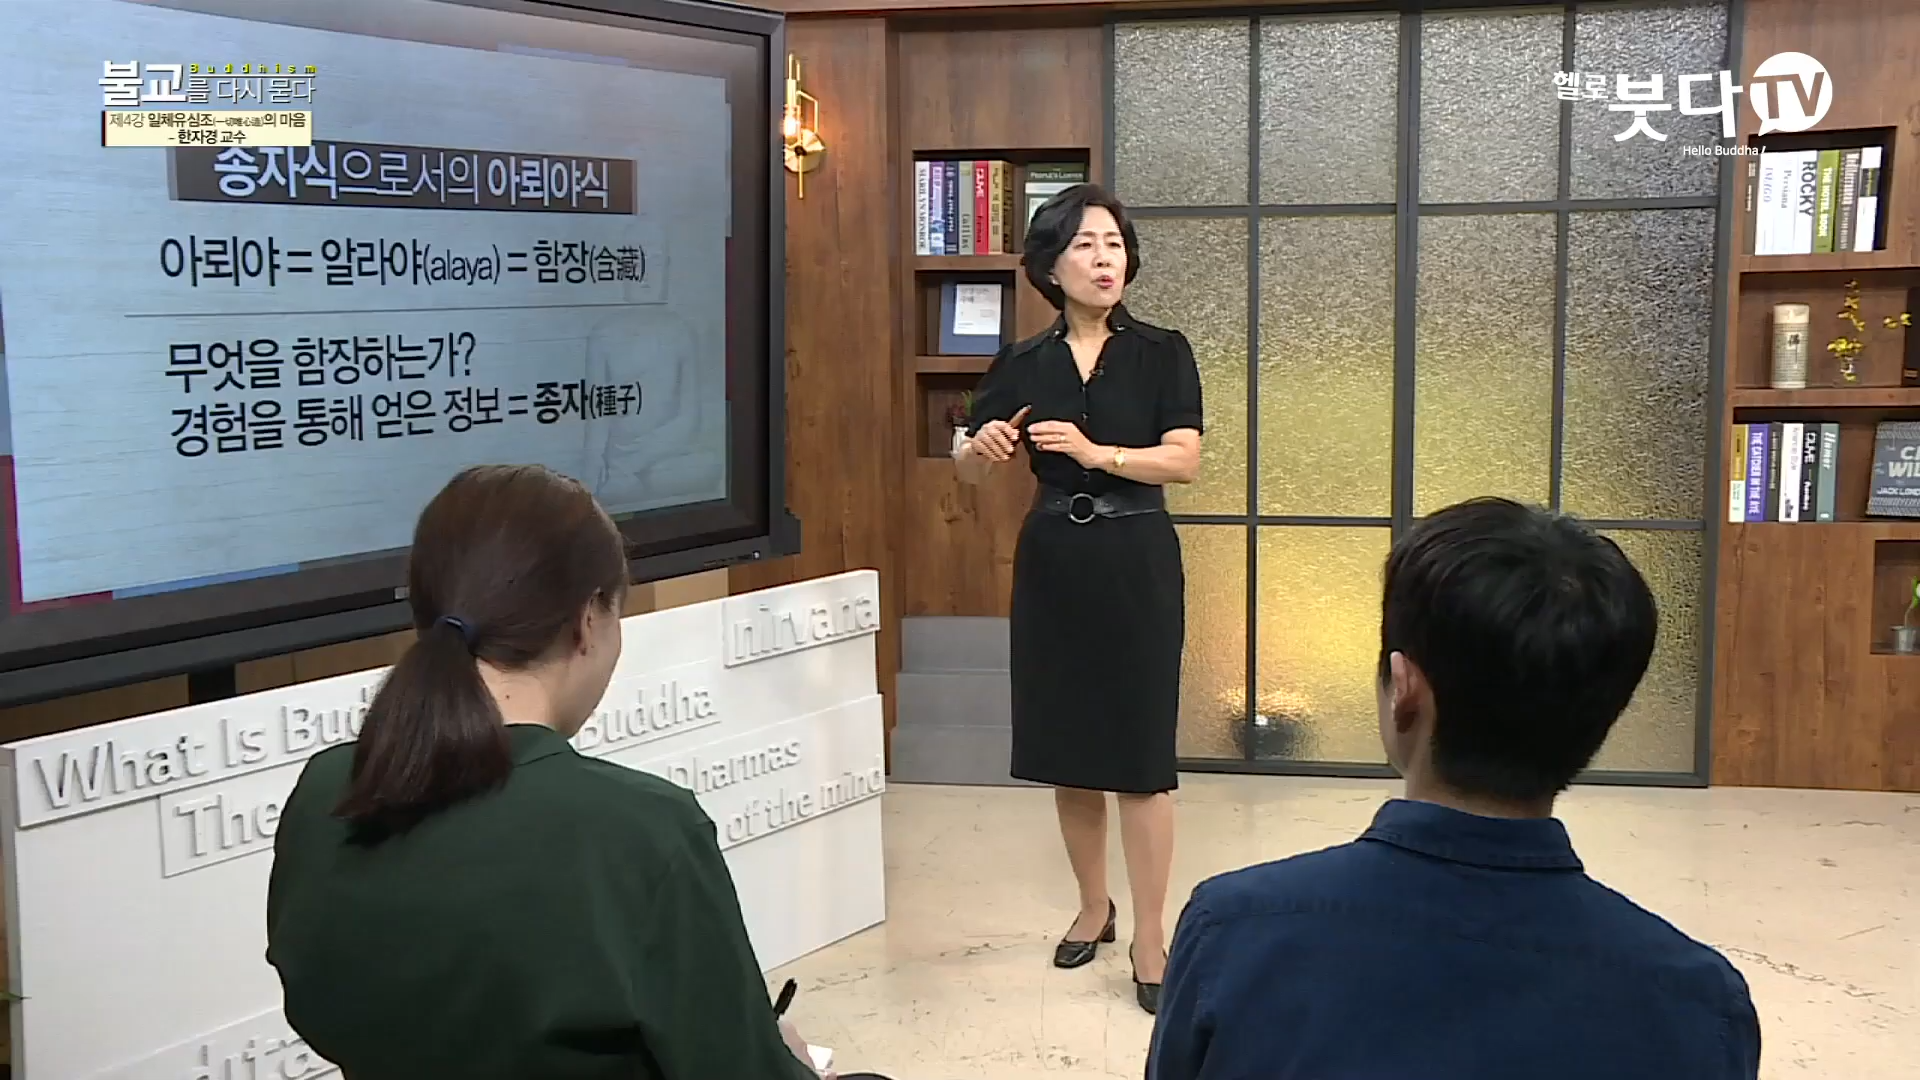 Buddhism
불교를 다시 묻다
제4강 일체유심조(一切唯心造)의 마음
- 한자경 교수
헬로붓다TV
Hello Buddha!
종자식으로서의 아뢰야식
아뢰야 = 알라야(alaya) = 함장(含藏)
무엇을 함장하는가?
경험을 통해 얻은 정보 = 종자(種子)
nirvana
What Is
Buddha
The
Dharmas
of the mind
MARILYN MONROE
ROCKY
Persiana
THE CATCHER IN THE RYE
JACK LONDON